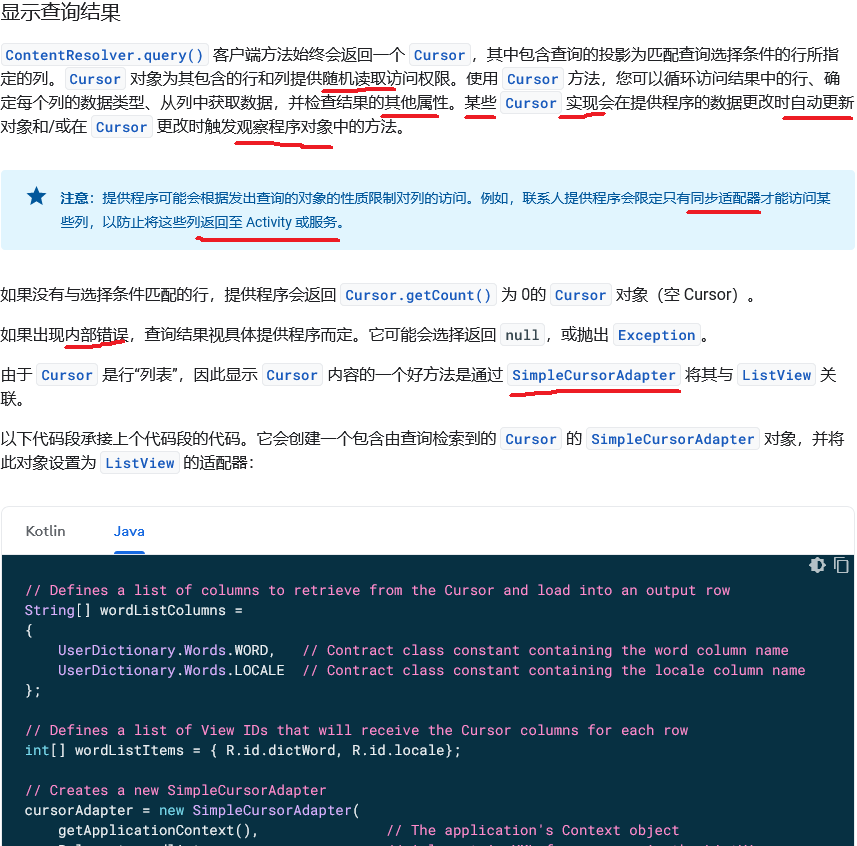 显示查询结果
ContentResolver.query() 客户端方法始终会返回一个 Cursor，其中包含查询的投影为匹配查询选择条件的行所指
定的列。Cursor 对象为其包含的行和列提供随机读取访问权限。使用 Cursor 方法，您可以循环访问结果中的行、确
定每个列的数据类型、从列中获取数据，并检查结果的其他属性。某些 Cursor 实现会在提供程序的数据更改时自动更新
对象和/或在 Cursor 更改时触发观察程序对象中的方法。
注意：提供程序可能会根据发出查询的对象的性质限制对列的访问。例如，联系人提供程序会限定只有同步适配器才能访问某
些列，以防止将这些列返回至 Activity 或服务。
如果没有与选择条件匹配的行，提供程序会返回 Cursor.getCount() 为 0的 Cursor 对象（空 Cursor）。
如果出现内部错误，查询结果视具体提供程序而定。它可能会选择返回 null，或抛出 Exception。
由于 Cursor 是行“列表”，因此显示 Cursor 内容的一个好方法是通过 SimpleCursorAdapter 将其与 ListView 关
联。
以下代码段承接上个代码段的代码。它会创建一个包含由查询检索到的 Cursor 的 SimpleCursorAdapter 对象，并将
此对象设置为 ListView 的适配器：
Kotlin Java
// Defines a list of columns to retrieve from the Cursor and load into an output row
String[] wordListColumns =
{
UserDictionary.Words.WORD, // Contract class constant containing the word column name
UserDictionary.Words.LOCALE // Contract class constant containing the locale column name
};
// Defines a list of View IDs that will receive the Cursor columns for each row
int[] wordListItems = { R.id.dictWord, R.id.locale};
// Creates a new SimpleCursorAdapter
cursorAdapter = new SimpleCursorAdapter(
getApplicationContext(), // The application's Context object